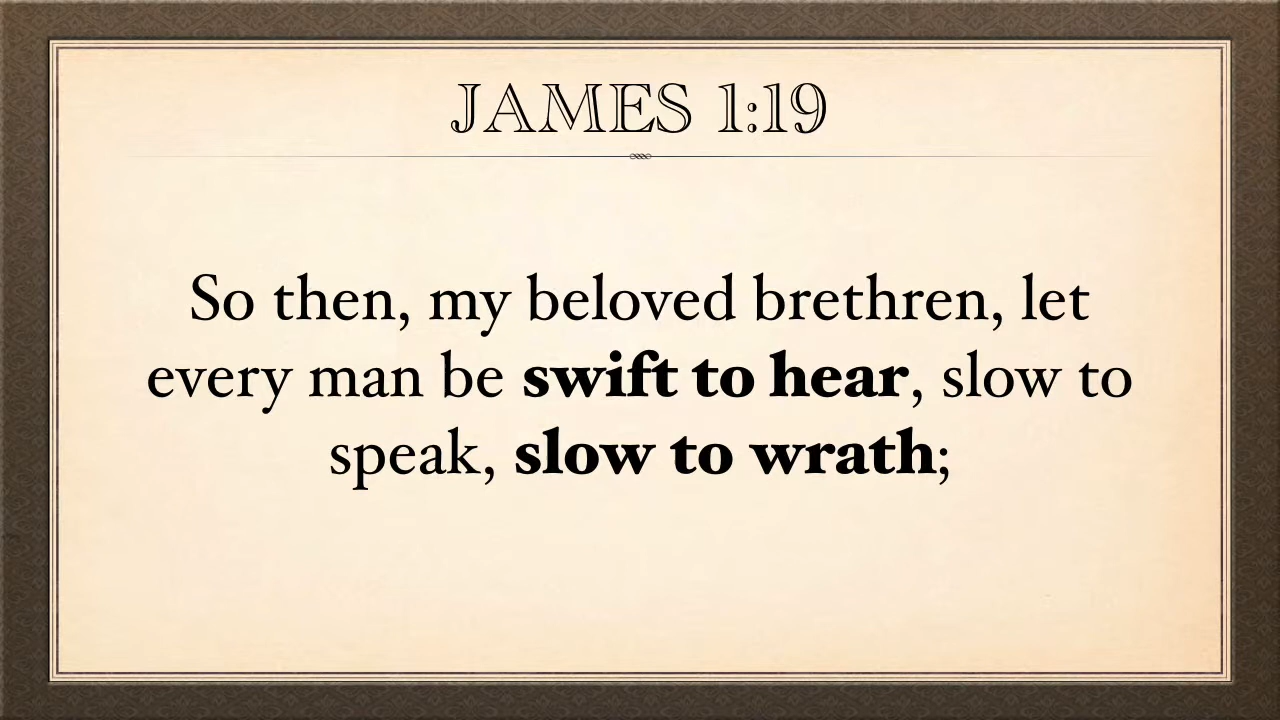 JAMES 1:19
So then, my beloved brethren, let
every man be swift to hear, slow to
speak, slow to wrath;